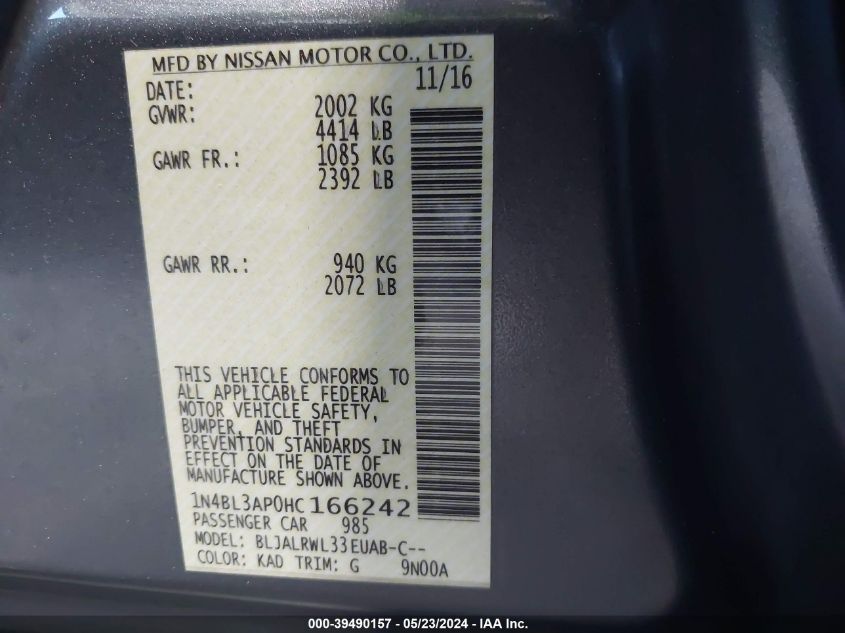 MFD BY NISSAN MOTOR CO., LTD.
DATE: 11/16
GVWR: 2002 KG
4414 LB
GAWR FR.: 1085 KG
2392 LB
GAWR RR.: 940 KG
2072 LB
THIS VEHICLE CONFORMS TO
ALL APPLICABLE FEDERAL
MOTOR VEHICLE SAFETY,
BUMPER, AND THEFT
PREVENTION STANDARDS IN
EFFECT ON THE DATE OF
MANUFACTURE SHOWN ABOVE.
1N4BL3AP0HC166242
PASSENGER CAR 985
MODEL: BLJALRWL33EUAB-C--
COLOR: KAD TRIM: G 9N00A
000-39490157 - 05/23/2024 - IAA Inc.